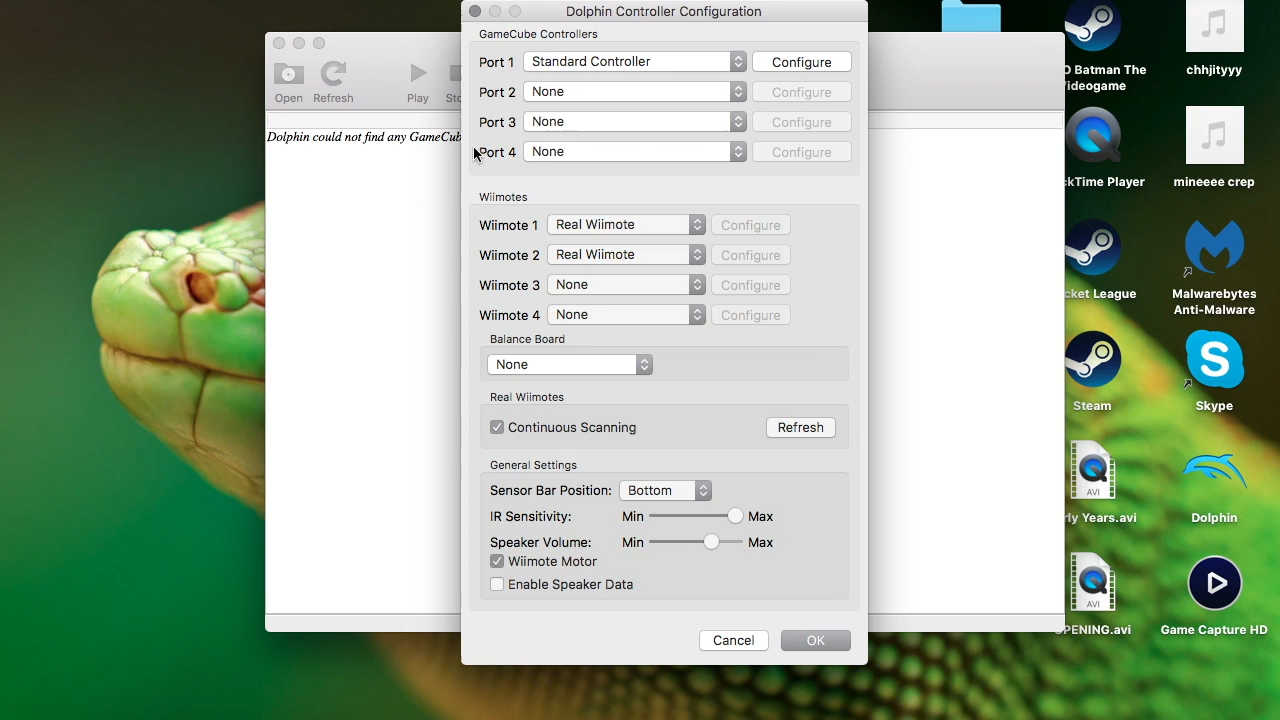 Dolphin Controller Configuration
GameCube Controllers
Port 1 Standard Controller Configure
Port 2 None Configure
Port 3 None Configure
Port 4 None Configure
Wiimotes
Wiimote 1 Real Wiimote Configure
Wiimote 2 Real Wiimote Configure
Wiimote 3 None Configure
Wiimote 4 None Configure
Balance Board
None
Real Wiimotes
Continuous Scanning Refresh
General Settings
Sensor Bar Position: Bottom
IR Sensitivity: Min Max
Speaker Volume: Min Max
Wiimote Motor
Enable Speaker Data
Cancel OK
Open Refresh Play Sto
Dolphin could not find any GameCub
O Batman The
Videogame
chhjityyy
ckTime Player
mineeee crep
cket League
Malwarebytes
Anti-Malware
Steam
S
Skype
AVI
rly Years.avi
Dolphin
AVI
OPENING.avi
Game Capture HD